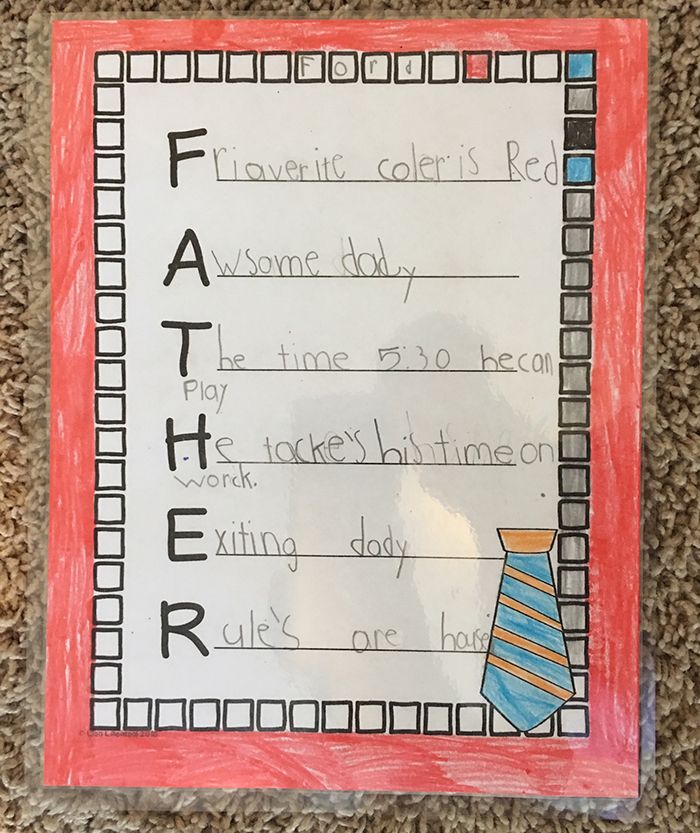 Ford
Friaverite coler is Red
Awsome dady
The time 5:30 he can
Play
He tacke's his time on
worck.
Exiting dady
Rule's are house